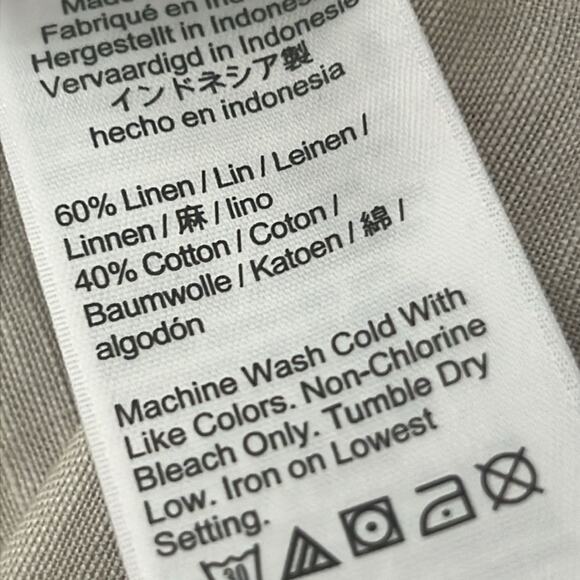 Made
Fabriqué en
Hergestellt in Indonesien
Vervaardigd in Indonesië
インドネシア製
hecho en indonesia
60% Linen / Lin / Leinen /
Linnen / 麻 / lino
40% Cotton / Coton /
Baumwolle / Katoen / 綿 /
algodón
Machine Wash Cold With
Like Colors. Non-Chlorine
Bleach Only. Tumble Dry
Low. Iron on Lowest
Setting.
30